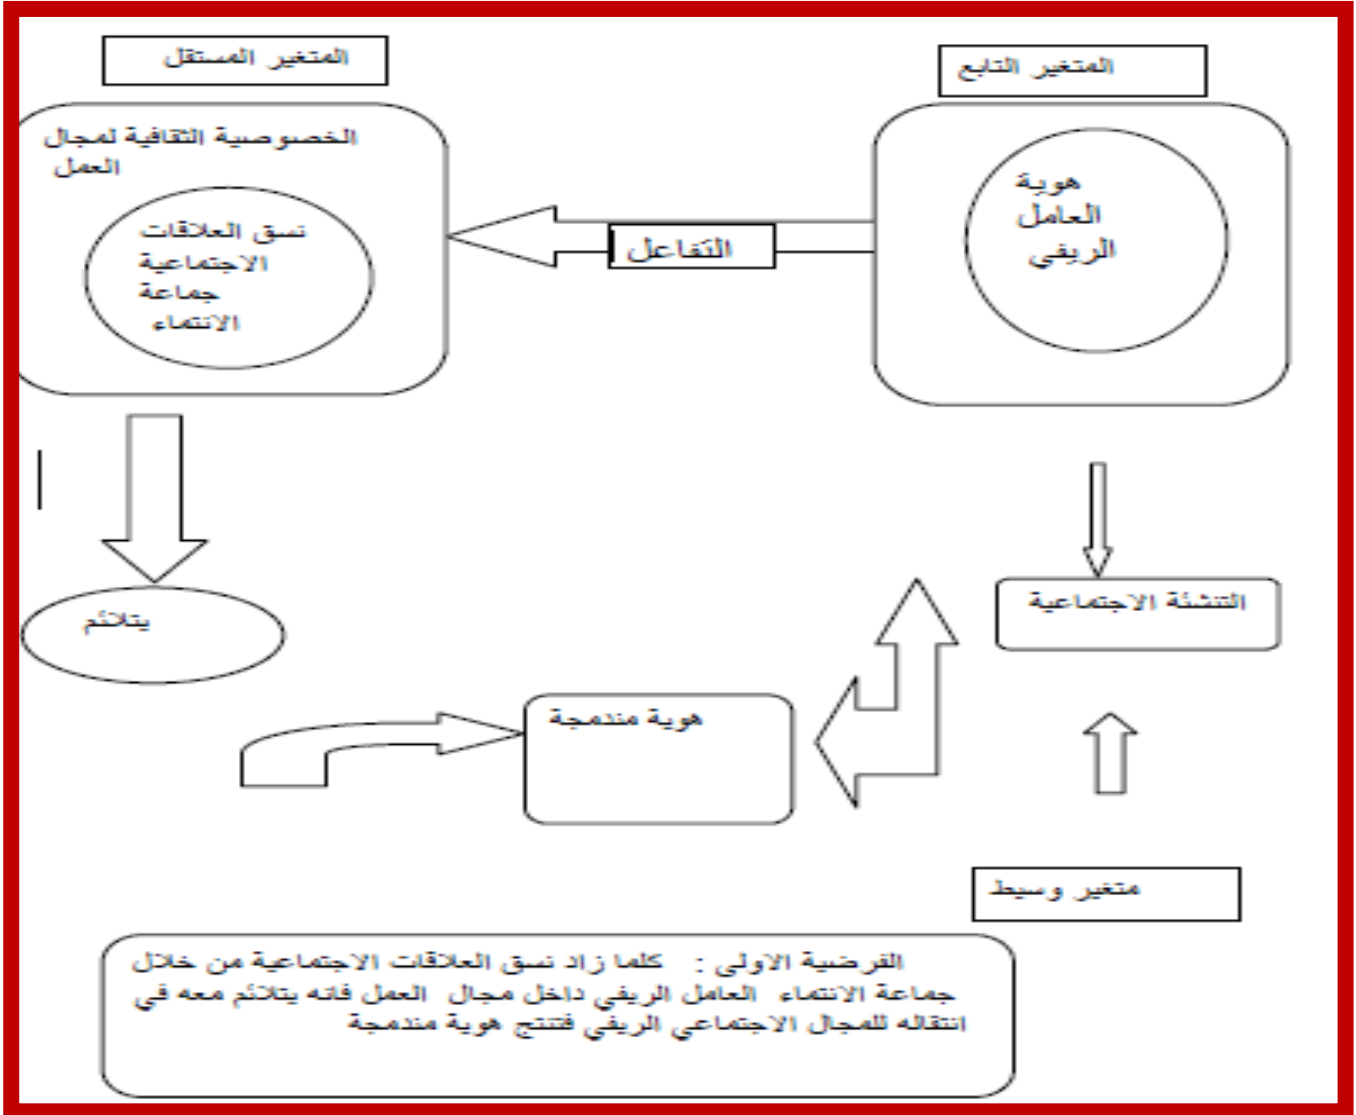 المتغير التابع
المتغير المستقل
هوية
العامل
الريفي
التفاعل
الخصوصية الثقافية لمجال
العمل
نسق العلاقات
الاجتماعية
جماعة
الانتماء
التنشئة الاجتماعية
يتلائم
هوية مندمجة
متغير وسيط
الفرضية الاولى : كلما زاد نسق العلاقات الاجتماعية من خلال
جماعة الانتماء العامل الريفي داخل مجال العمل فانه يتلائم معه في
انتقاله للمجال الاجتماعي الريفي فتنتج هوية مندمجة